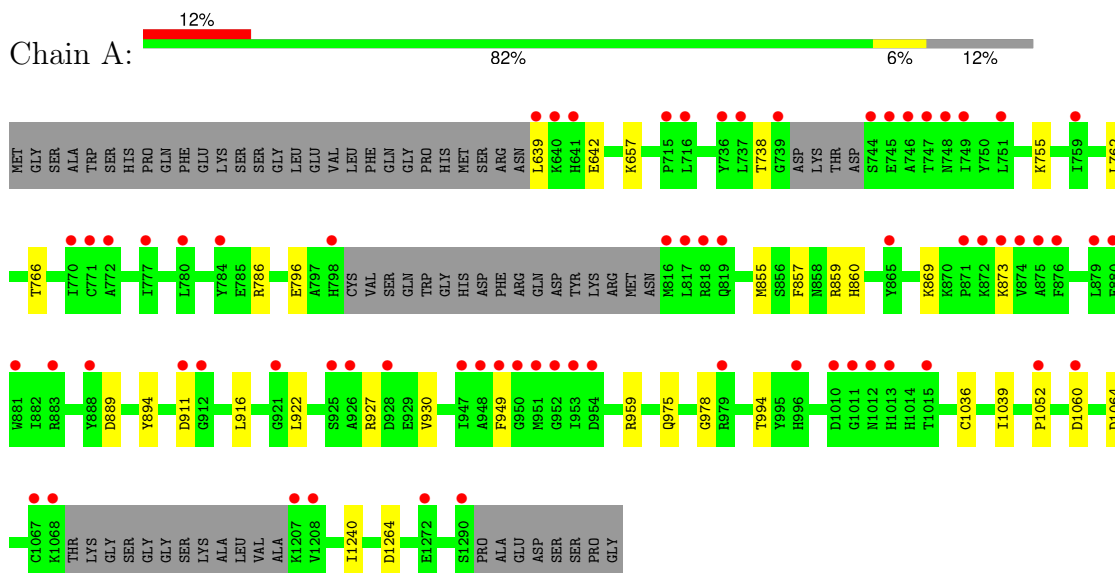 12%
Chain A:
82% 6% 12%
MET GLY SER ALA TRP SER HIS PRO GLN PHE GLU LYS SER SER GLY LEU GLU VAL LEU PHE GLN GLY PRO HIS MET SER ARG ASN L639 K640 H641 E642 K657 P715 L716 Y736 L737 T738 G739 ASP LYS THR ASP S744 E745 A746 T747 N748 I749 Y750 L751 K755 I759 L762
T766 I770 C771 A772 I777 L780 Y784 E785 R786 E796 A797 H798 CYS VAL SER GLN TRP GLY HIS ASP PHE ARG GLN ASP TYR LYS ARG MET ASN M816 L817 R818 Q819 M855 S856 F857 N858 R859 H860 Y865 K869 K870 P871 K872 K873 V874 A875 F876 L879 E880
W881 I882 R883 Y888 D889 Y894 D911 G912 L916 G921 L922 S925 A926 R927 D928 E929 V930 I947 A948 F949 G950 M951 G952 I953 D954 R959 Q975 G978 R979 T994 Y995 H996 D1010 G1011 N1012 H1013 H1014 T1015 C1036 I1039 P1052 D1060 D1064
C1067 K1068 THR LYS GLY SER GLY GLY SER LYS ALA LEU VAL ALA K1207 V1208 I1240 D1264 E1272 S1290 PRO ALA GLU ASP SER SER PRO GLY